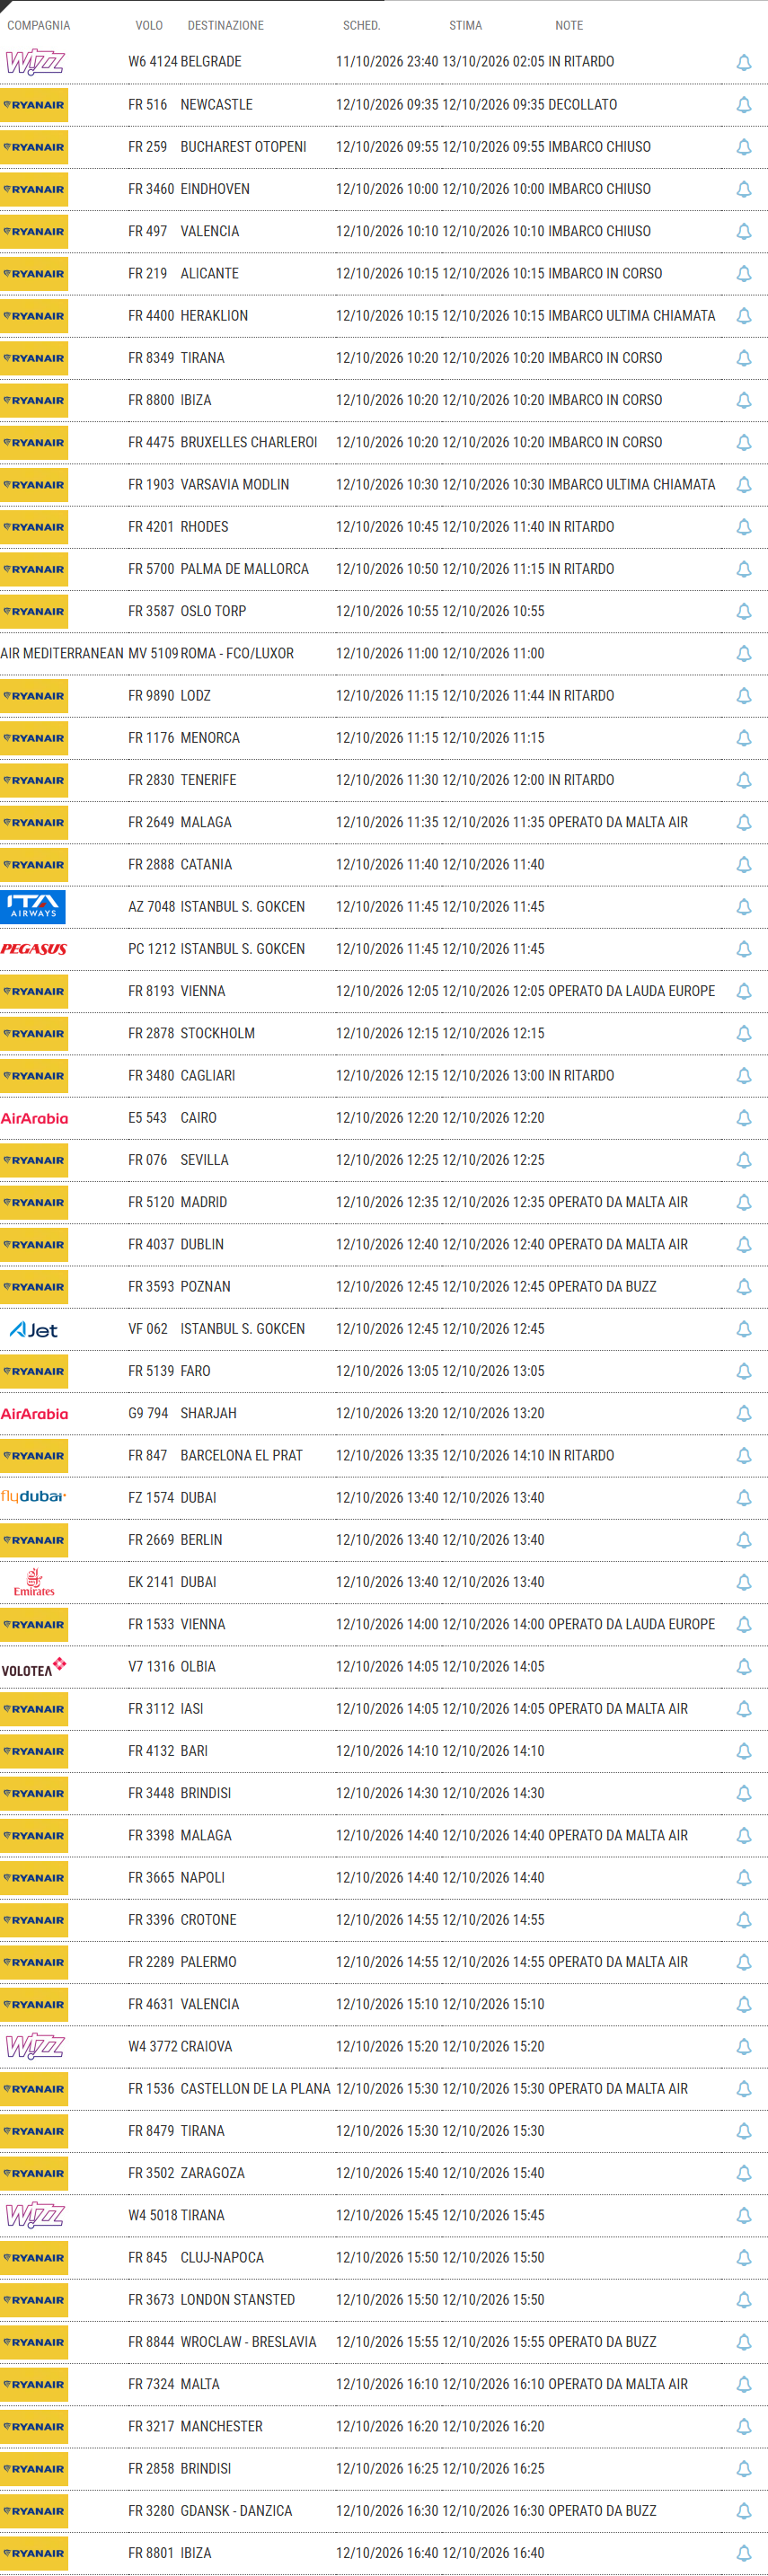 COMPAGNIA VOLO DESTINAZIONE SCHED. STIMA NOTE
Wizz W6 4124 BELGRADE 11/10/2026 23:40 13/10/2026 02:05 IN RITARDO
RYANAIR FR 516 NEWCASTLE 12/10/2026 09:35 12/10/2026 09:35 DECOLLATO
RYANAIR FR 259 BUCHAREST OTOPENI 12/10/2026 09:55 12/10/2026 09:55 IMBARCO CHIUSO
RYANAIR FR 3460 EINDHOVEN 12/10/2026 10:00 12/10/2026 10:00 IMBARCO CHIUSO
RYANAIR FR 497 VALENCIA 12/10/2026 10:10 12/10/2026 10:10 IMBARCO CHIUSO
RYANAIR FR 219 ALICANTE 12/10/2026 10:15 12/10/2026 10:15 IMBARCO IN CORSO
RYANAIR FR 4400 HERAKLION 12/10/2026 10:15 12/10/2026 10:15 IMBARCO ULTIMA CHIAMATA
RYANAIR FR 8349 TIRANA 12/10/2026 10:20 12/10/2026 10:20 IMBARCO IN CORSO
RYANAIR FR 8800 IBIZA 12/10/2026 10:20 12/10/2026 10:20 IMBARCO IN CORSO
RYANAIR FR 4475 BRUXELLES CHARLEROI 12/10/2026 10:20 12/10/2026 10:20 IMBARCO IN CORSO
RYANAIR FR 1903 VARSAVIA MODLIN 12/10/2026 10:30 12/10/2026 10:30 IMBARCO ULTIMA CHIAMATA
RYANAIR FR 4201 RHODES 12/10/2026 10:45 12/10/2026 11:40 IN RITARDO
RYANAIR FR 5700 PALMA DE MALLORCA 12/10/2026 10:50 12/10/2026 11:15 IN RITARDO
RYANAIR FR 3587 OSLO TORP 12/10/2026 10:55 12/10/2026 10:55
AIR MEDITERRANEAN MV 5109 ROMA - FCO/LUXOR 12/10/2026 11:00 12/10/2026 11:00
RYANAIR FR 9890 LODZ 12/10/2026 11:15 12/10/2026 11:44 IN RITARDO
RYANAIR FR 1176 MENORCA 12/10/2026 11:15 12/10/2026 11:15
RYANAIR FR 2830 TENERIFE 12/10/2026 11:30 12/10/2026 12:00 IN RITARDO
RYANAIR FR 2649 MALAGA 12/10/2026 11:35 12/10/2026 11:35 OPERATO DA MALTA AIR
RYANAIR FR 2888 CATANIA 12/10/2026 11:40 12/10/2026 11:40
ITA AIRWAYS AZ 7048 ISTANBUL S. GOKCEN 12/10/2026 11:45 12/10/2026 11:45
PEGASUS PC 1212 ISTANBUL S. GOKCEN 12/10/2026 11:45 12/10/2026 11:45
RYANAIR FR 8193 VIENNA 12/10/2026 12:05 12/10/2026 12:05 OPERATO DA LAUDA EUROPE
RYANAIR FR 2878 STOCKHOLM 12/10/2026 12:15 12/10/2026 12:15
RYANAIR FR 3480 CAGLIARI 12/10/2026 12:15 12/10/2026 13:00 IN RITARDO
AirArabia E5 543 CAIRO 12/10/2026 12:20 12/10/2026 12:20
RYANAIR FR 076 SEVILLA 12/10/2026 12:25 12/10/2026 12:25
RYANAIR FR 5120 MADRID 12/10/2026 12:35 12/10/2026 12:35 OPERATO DA MALTA AIR
RYANAIR FR 4037 DUBLIN 12/10/2026 12:40 12/10/2026 12:40 OPERATO DA MALTA AIR
RYANAIR FR 3593 POZNAN 12/10/2026 12:45 12/10/2026 12:45 OPERATO DA BUZZ
AJet VF 062 ISTANBUL S. GOKCEN 12/10/2026 12:45 12/10/2026 12:45
RYANAIR FR 5139 FARO 12/10/2026 13:05 12/10/2026 13:05
AirArabia G9 794 SHARJAH 12/10/2026 13:20 12/10/2026 13:20
RYANAIR FR 847 BARCELONA EL PRAT 12/10/2026 13:35 12/10/2026 14:10 IN RITARDO
flydubai FZ 1574 DUBAI 12/10/2026 13:40 12/10/2026 13:40
RYANAIR FR 2669 BERLIN 12/10/2026 13:40 12/10/2026 13:40
Emirates EK 2141 DUBAI 12/10/2026 13:40 12/10/2026 13:40
RYANAIR FR 1533 VIENNA 12/10/2026 14:00 12/10/2026 14:00 OPERATO DA LAUDA EUROPE
VOLOTEA V7 1316 OLBIA 12/10/2026 14:05 12/10/2026 14:05
RYANAIR FR 3112 IASI 12/10/2026 14:05 12/10/2026 14:05 OPERATO DA MALTA AIR
RYANAIR FR 4132 BARI 12/10/2026 14:10 12/10/2026 14:10
RYANAIR FR 3448 BRINDISI 12/10/2026 14:30 12/10/2026 14:30
RYANAIR FR 3398 MALAGA 12/10/2026 14:40 12/10/2026 14:40 OPERATO DA MALTA AIR
RYANAIR FR 3665 NAPOLI 12/10/2026 14:40 12/10/2026 14:40
RYANAIR FR 3396 CROTONE 12/10/2026 14:55 12/10/2026 14:55
RYANAIR FR 2289 PALERMO 12/10/2026 14:55 12/10/2026 14:55 OPERATO DA MALTA AIR
RYANAIR FR 4631 VALENCIA 12/10/2026 15:10 12/10/2026 15:10
Wizz W4 3772 CRAIOVA 12/10/2026 15:20 12/10/2026 15:20
RYANAIR FR 1536 CASTELLON DE LA PLANA 12/10/2026 15:30 12/10/2026 15:30 OPERATO DA MALTA AIR
RYANAIR FR 8479 TIRANA 12/10/2026 15:30 12/10/2026 15:30
RYANAIR FR 3502 ZARAGOZA 12/10/2026 15:40 12/10/2026 15:40
Wizz W4 5018 TIRANA 12/10/2026 15:45 12/10/2026 15:45
RYANAIR FR 845 CLUJ-NAPOCA 12/10/2026 15:50 12/10/2026 15:50
RYANAIR FR 3673 LONDON STANSTED 12/10/2026 15:50 12/10/2026 15:50
RYANAIR FR 8844 WROCLAW - BRESLAVIA 12/10/2026 15:55 12/10/2026 15:55 OPERATO DA BUZZ
RYANAIR FR 7324 MALTA 12/10/2026 16:10 12/10/2026 16:10 OPERATO DA MALTA AIR
RYANAIR FR 3217 MANCHESTER 12/10/2026 16:20 12/10/2026 16:20
RYANAIR FR 2858 BRINDISI 12/10/2026 16:25 12/10/2026 16:25
RYANAIR FR 3280 GDANSK - DANZICA 12/10/2026 16:30 12/10/2026 16:30 OPERATO DA BUZZ
RYANAIR FR 8801 IBIZA 12/10/2026 16:40 12/10/2026 16:40